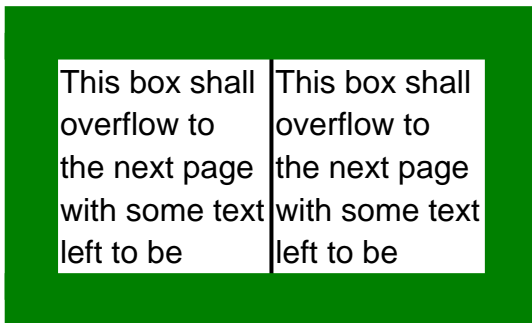 This box shall
overflow to
the next page
with some text
left to be
This box shall
overflow to
the next page
with some text
left to be